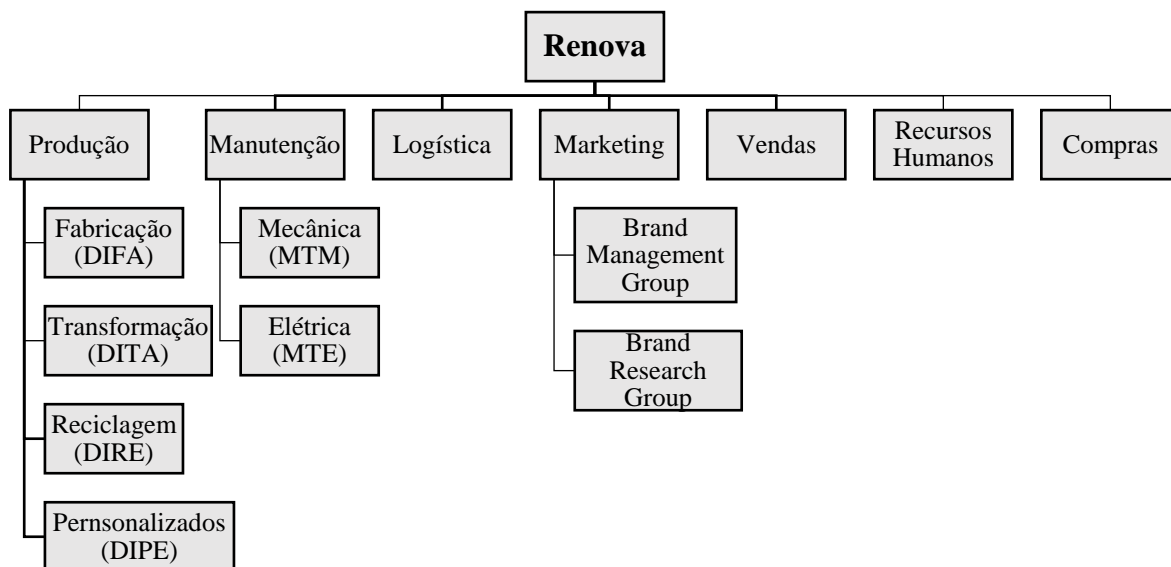 Renova
Produção
Manutenção
Logística
Marketing
Vendas
Recursos
Humanos
Compras
Fabricação
(DIFA)
Transformação
(DITA)
Reciclagem
(DIRE)
Pernsonalizados
(DIPE)
Mecânica
(MTM)
Elétrica
(MTE)
Brand
Management
Group
Brand
Research
Group